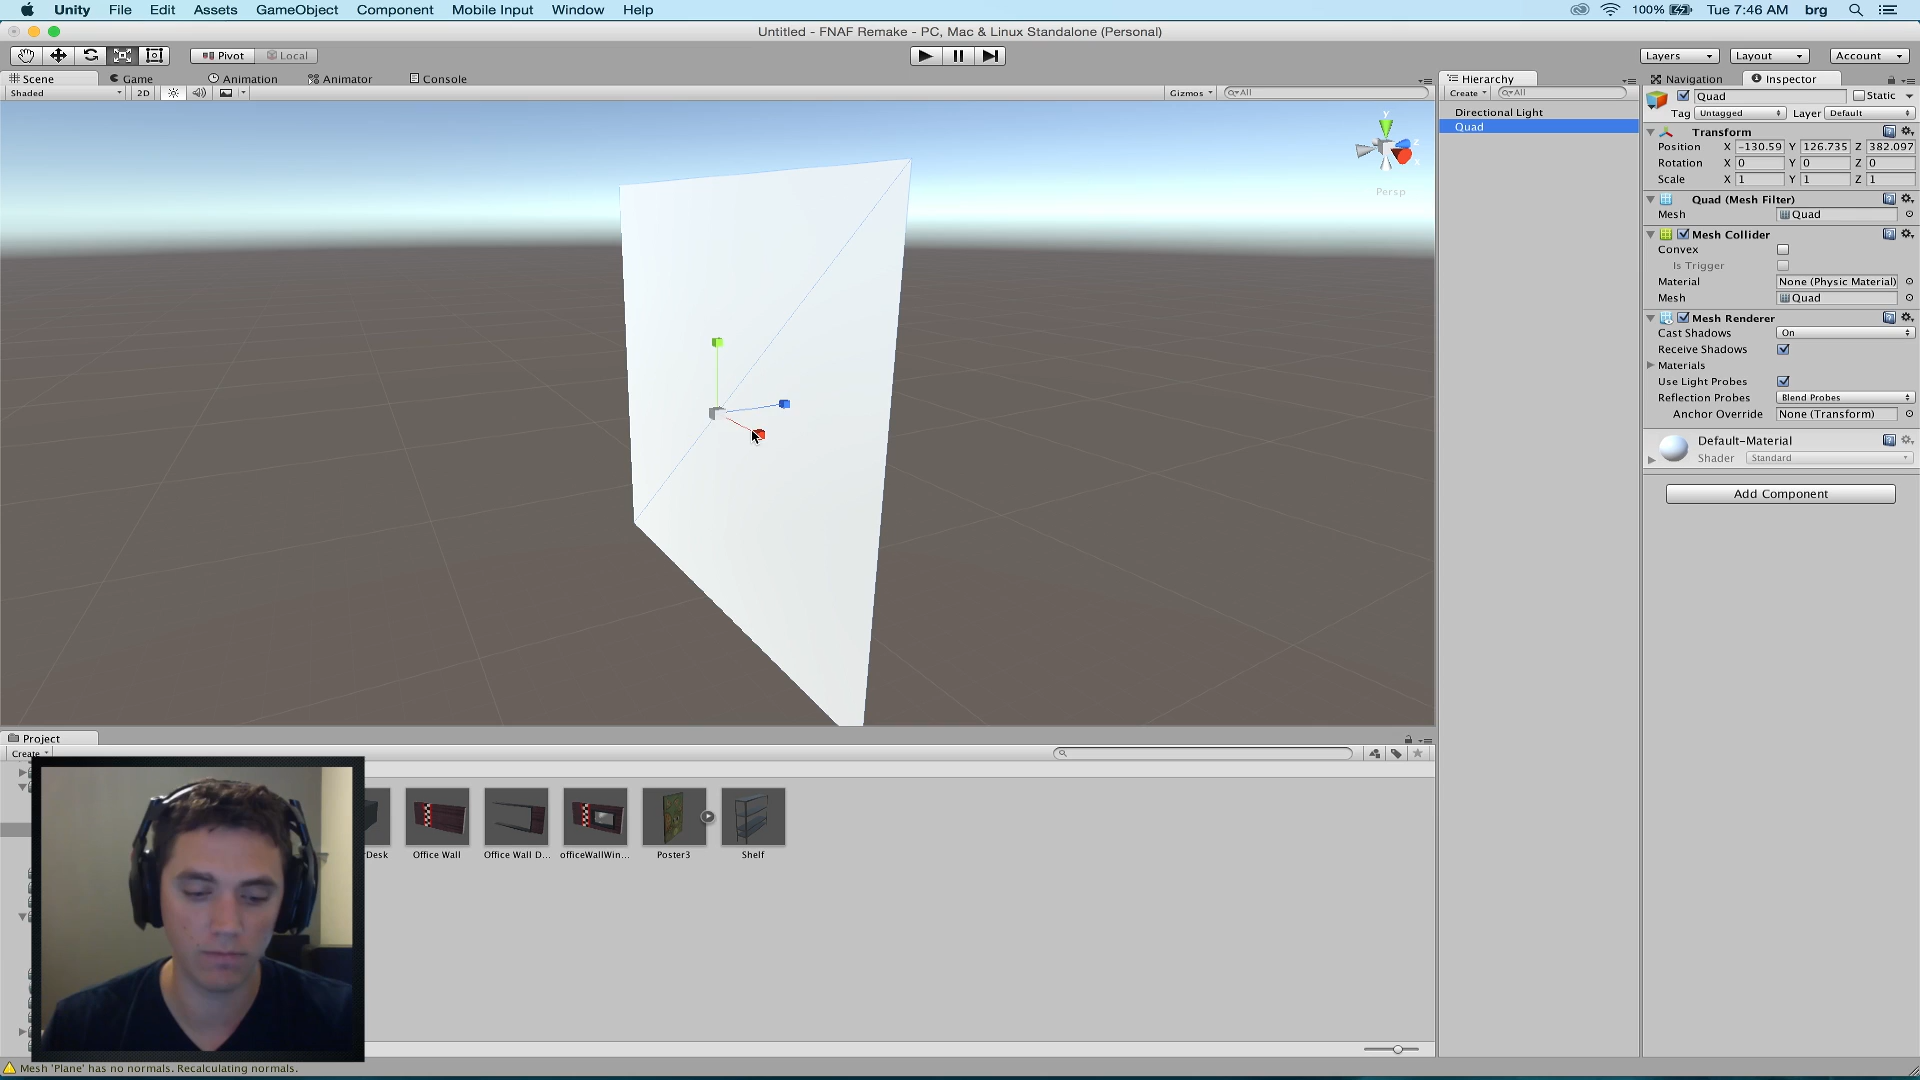 Unity File Edit Assets GameObject Component Mobile Input Window Help 100% Tue 7:46 AM brg
Untitled - FNAF Remake - PC, Mac & Linux Standalone (Personal)
Pivot Local Layers Layout Account
Scene Game Animation Animator Console Hierarchy Navigation Inspector
Shaded 2D Gizmos All Create All
Quad Static
Tag Untagged Layer Default
Directional Light
Quad
Transform
Position X -130.59 Y 126.735 Z 382.097
Rotation X 0 Y 0 Z 0
Scale X 1 Y 1 Z 1
Quad (Mesh Filter)
Mesh Quad
Mesh Collider
Convex
Is Trigger
Material None (Physic Material)
Mesh Quad
Mesh Renderer
Cast Shadows On
Receive Shadows
Materials
Use Light Probes
Reflection Probes Blend Probes
Anchor Override None (Transform)
Default-Material
Shader Standard
Add Component
y
z
x
Persp
Project
Create
rDesk Office Wall Office Wall D... officeWallWin... Poster3 Shelf
Mesh 'Plane' has no normals. Recalculating normals.